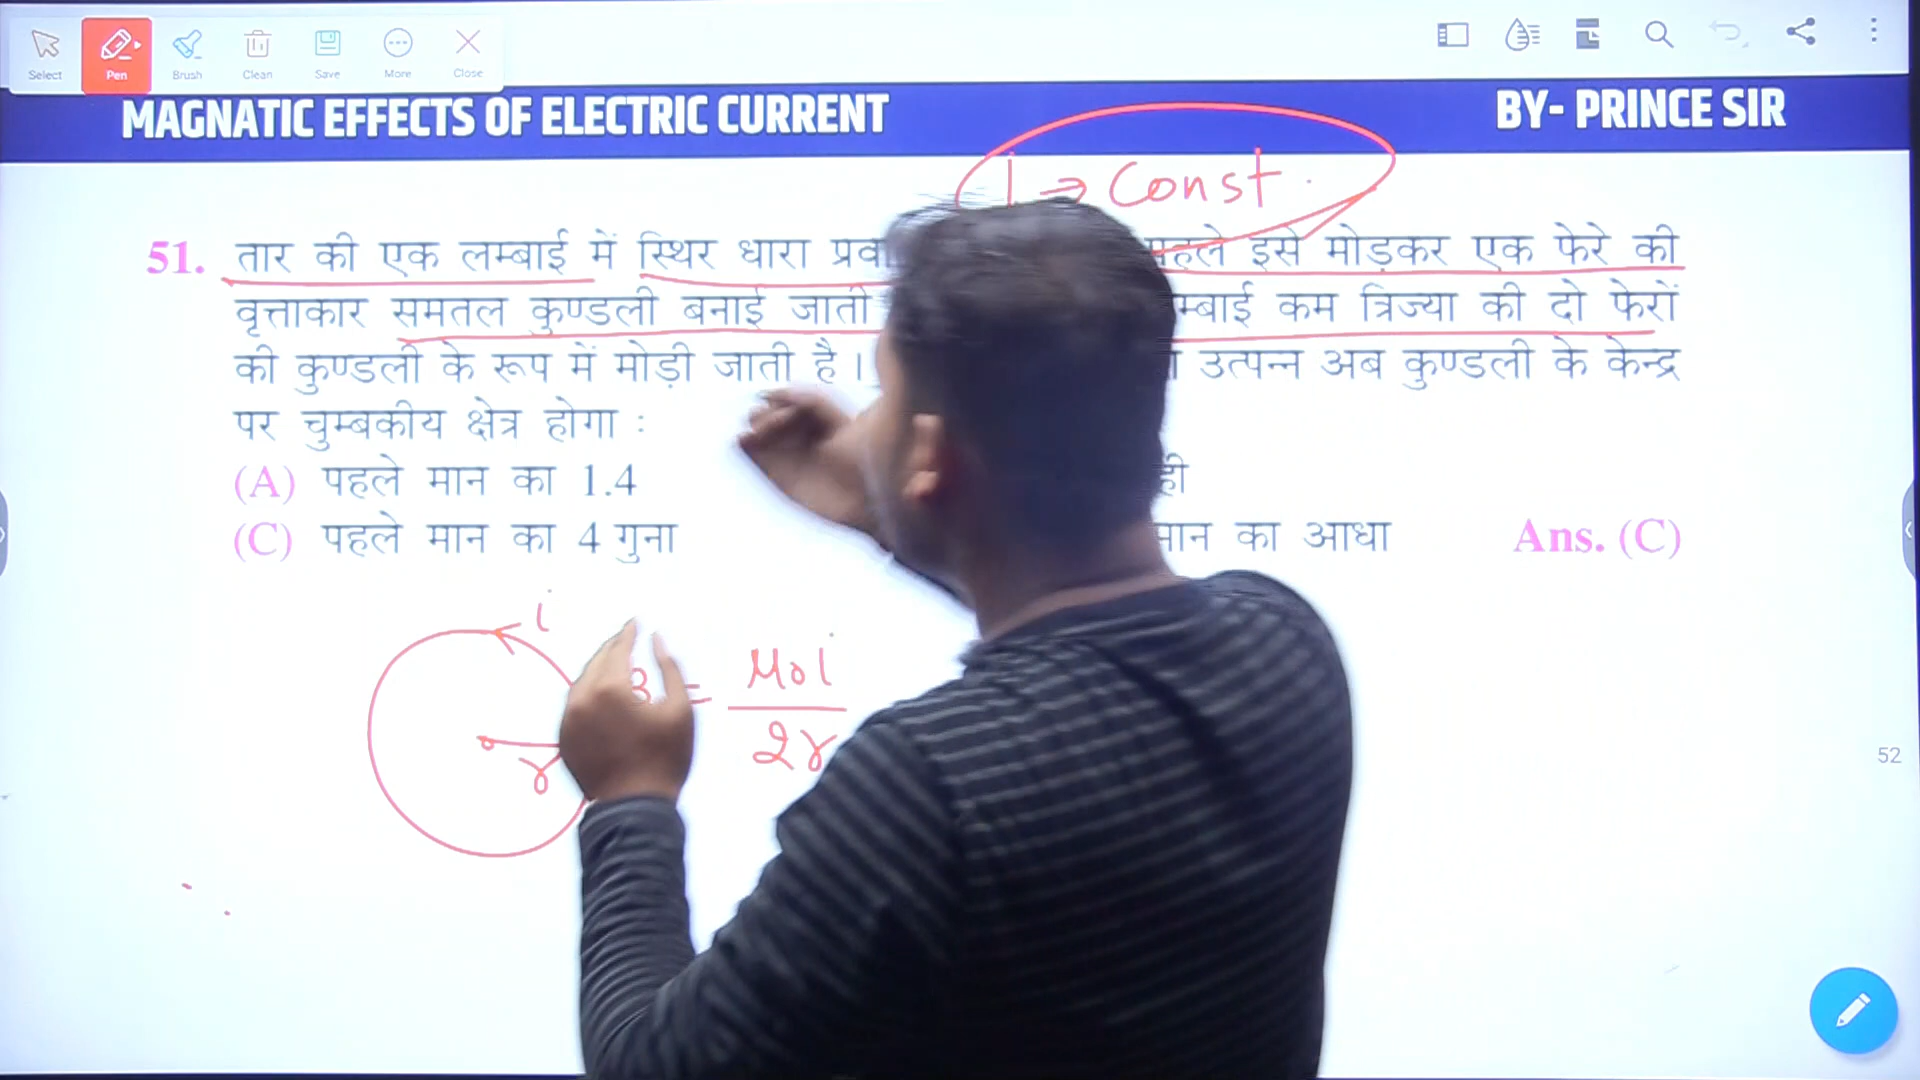 Select Pen Brush Clean Save More Close
MAGNATIC EFFECTS OF ELECTRIC CURRENT BY- PRINCE SIR
i → Const
51. तार की एक लम्बाई में स्थिर धारा इसे मोड़कर एक फेरे की
वृत्ताकार समतल कुण्डली बनाई जाती कम त्रिज्या की दो फेरों
की कुण्डली के रूप में मोड़ी जाती है। उत्पन्न अब कुण्डली के केन्द्र
पर चुम्बकीय क्षेत्र होगा :
(A) पहले मान का 1.4
(C) पहले मान का 4 गुना मान का आधा Ans. (C)
i
B = μ0i
2r
r
52